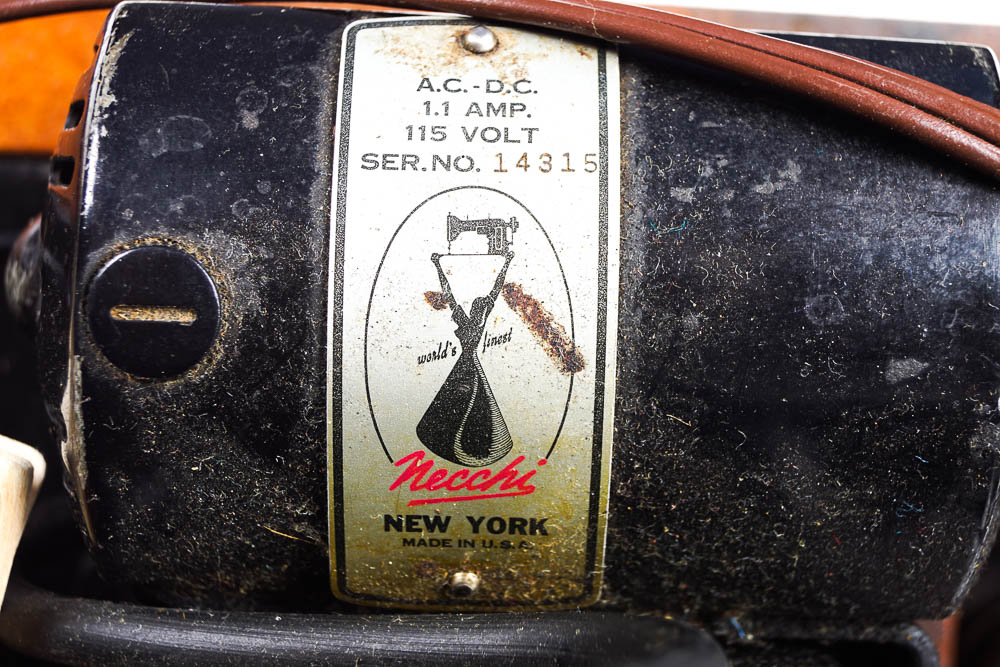 A.C.-D.C.
1.1 AMP.
115 VOLT
SER.NO. 14315
world's finest
Necchi
NEW YORK
MADE IN U.S.A.